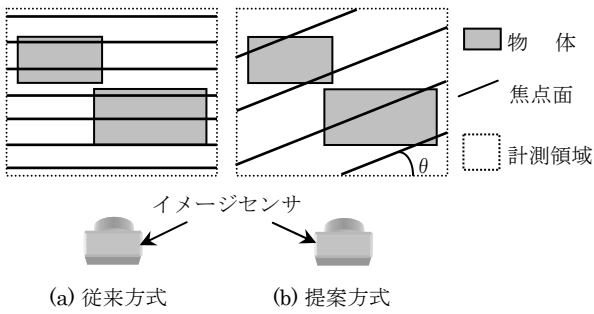 物　体
焦点面
計測領域
θ
イメージセンサ
(a) 従来方式
(b) 提案方式